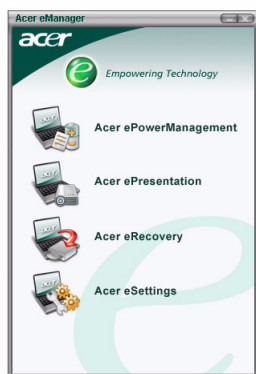 Acer eManager
acer
e Empowering Technology
Acer ePowerManagement
Acer ePresentation
Acer eRecovery
Acer eSettings